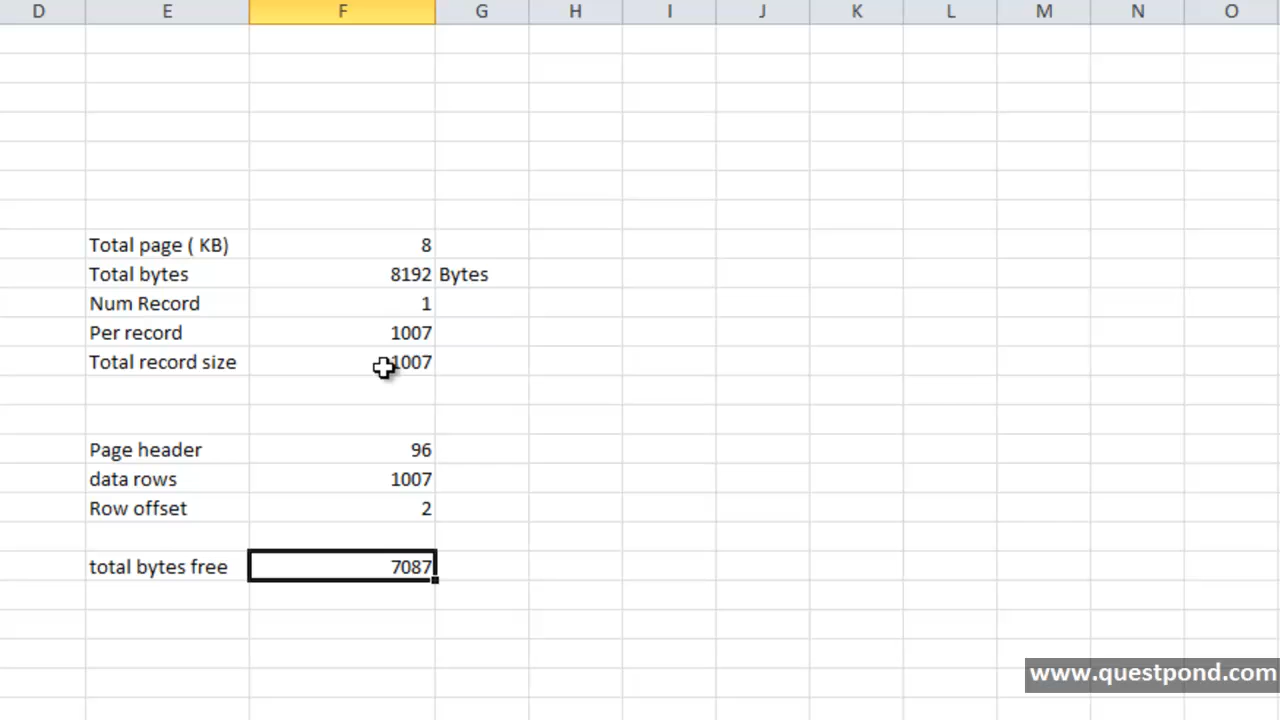 D E F G H I J K L M N O
Total page ( KB) 8
Total bytes 8192 Bytes
Num Record 1
Per record 1007
Total record size 1007
Page header 96
data rows 1007
Row offset 2
total bytes free 7087
www.questpond.com